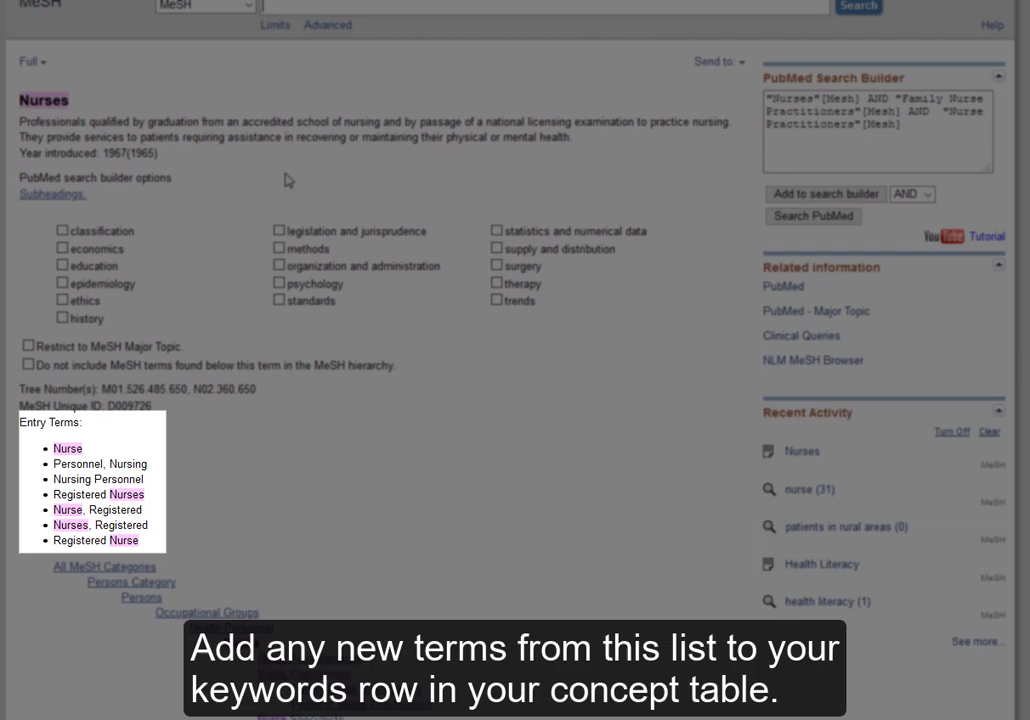 MeSH
MeSH
Search
Limits Advanced
Help
Full
Send to:
Nurses
Professionals qualified by graduation from an accredited school of nursing and by passage of a national licensing examination to practice nursing.
They provide services to patients requiring assistance in recovering or maintaining their physical or mental health.
Year introduced: 1967(1965)
PubMed search builder options
Subheadings:
classification
economics
education
epidemiology
ethics
history
legislation and jurisprudence
methods
organization and administration
psychology
standards
statistics and numerical data
supply and distribution
surgery
therapy
trends
Restrict to MeSH Major Topic.
Do not include MeSH terms found below this term in the MeSH hierarchy.
Tree Number(s): M01.526.485.650, N02.360.650
MeSH Unique ID: D009726
Entry Terms:
• Nurse
• Personnel, Nursing
• Nursing Personnel
• Registered Nurses
• Nurse, Registered
• Nurses, Registered
• Registered Nurse
All MeSH Categories
Persons Category
Persons
Occupational Groups
PubMed Search Builder
"Nurses"[Mesh] AND "Family Nurse
Practitioners"[Mesh] AND "Nurse
Practitioners"[Mesh]
Add to search builder AND
Search PubMed
YouTube Tutorial
Related information
PubMed
PubMed - Major Topic
Clinical Queries
NLM MeSH Browser
Recent Activity
Turn Off Clear
Nurses
MeSH
nurse (31)
MeSH
patients in rural areas (0)
MeSH
Health Literacy
MeSH
health literacy (1)
MeSH
See more...
Add any new terms from this list to your
keywords row in your concept table.